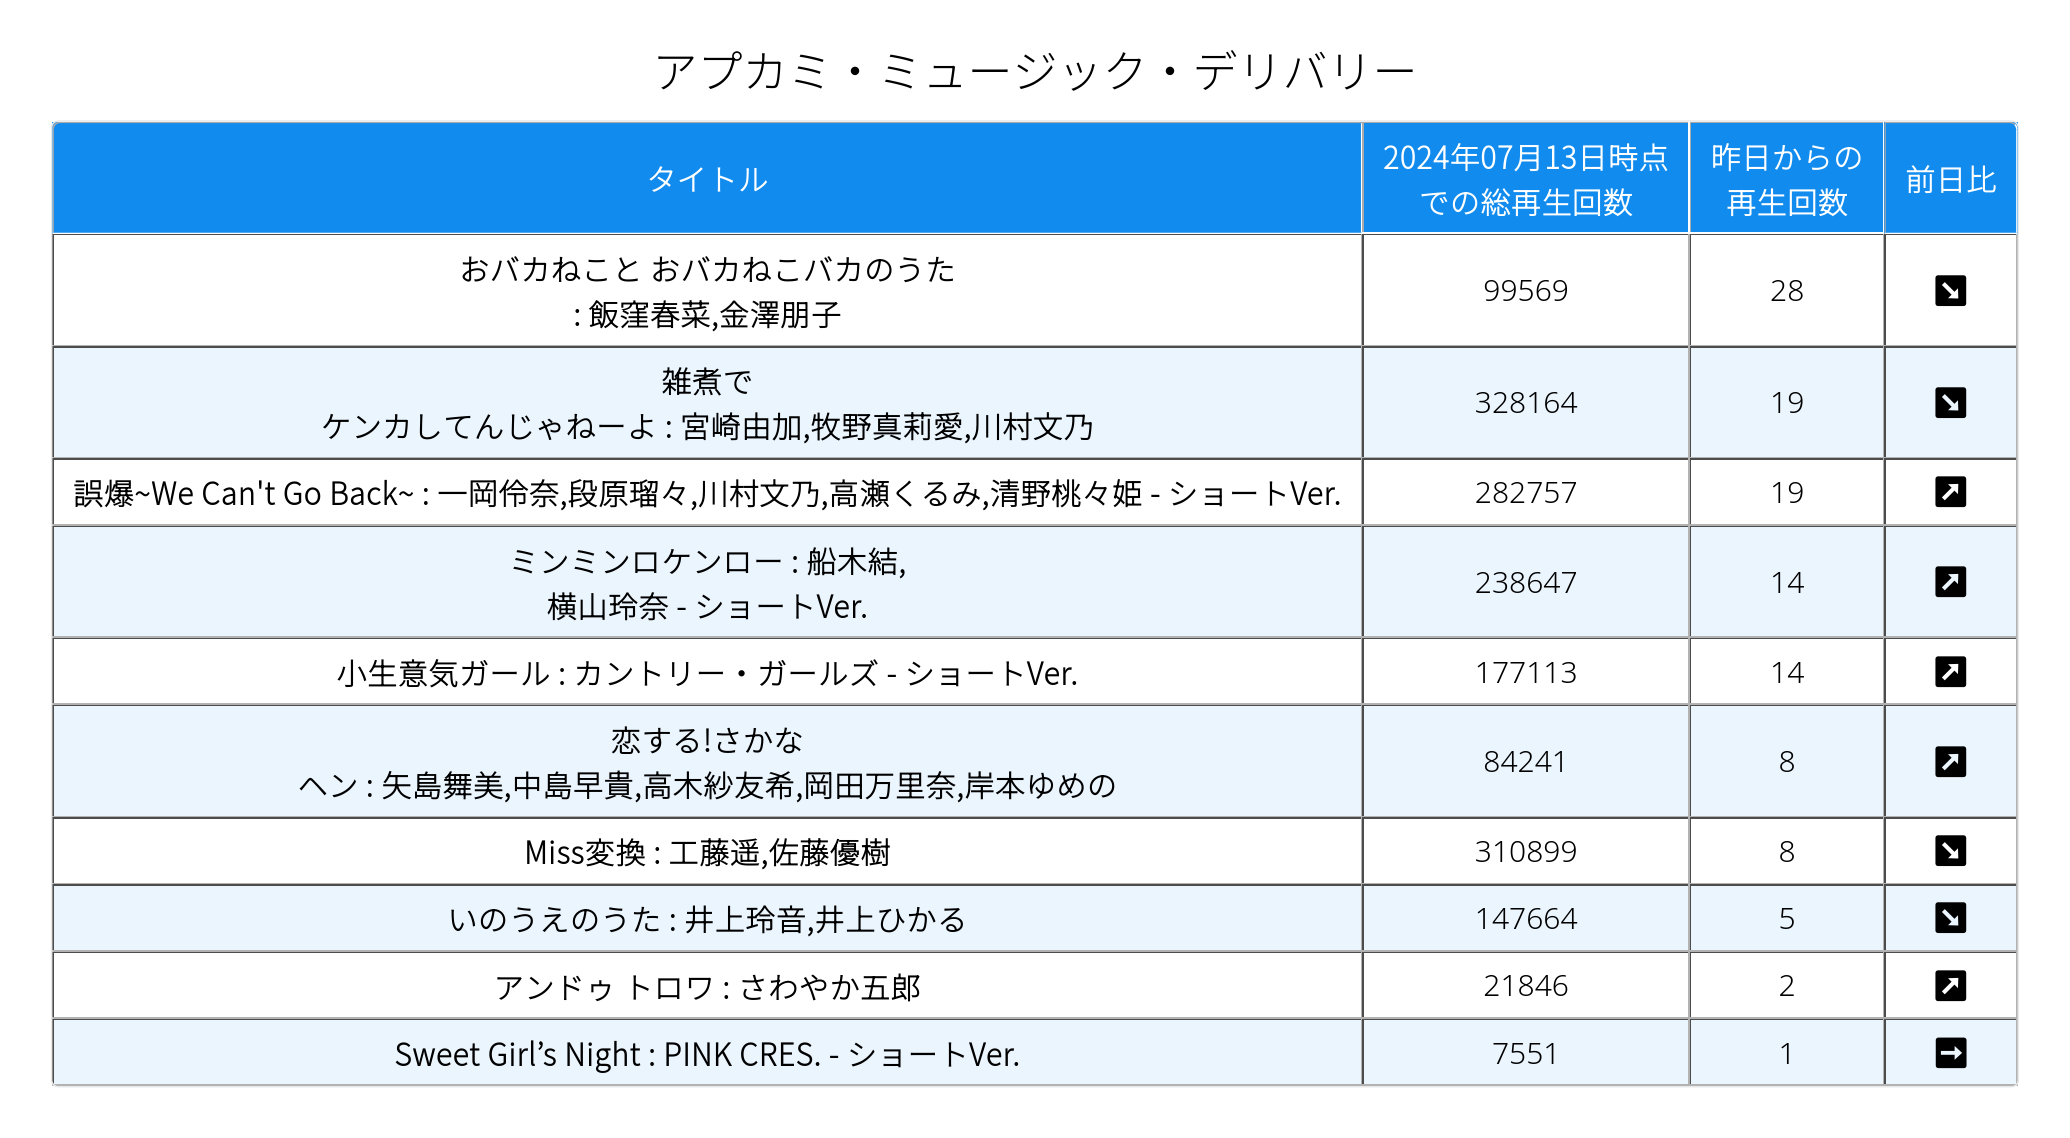 アプカミ・ミュージック・デリバリー
タイトル
2024年07月13日時点
での総再生回数
昨日からの
再生回数
前日比
おバカねこと おバカねこバカのうた
: 飯窪春菜,金澤朋子
99569
28
雑煮で
ケンカしてんじゃねーよ : 宮崎由加,牧野真莉愛,川村文乃
328164
19
誤爆~We Can't Go Back~ : 一岡伶奈,段原瑠々,川村文乃,高瀬くるみ,清野桃々姫 - ショートVer.
282757
19
ミンミンロケンロー : 船木結,
横山玲奈 - ショートVer.
238647
14
小生意気ガール : カントリー・ガールズ - ショートVer.
177113
14
恋する!さかな
ヘン : 矢島舞美,中島早貴,高木紗友希,岡田万里奈,岸本ゆめの
84241
8
Miss変換 : 工藤遥,佐藤優樹
310899
8
いのうえのうた : 井上玲音,井上ひかる
147664
5
アンドゥ トロワ : さわやか五郎
21846
2
Sweet Girl’s Night : PINK CRES. - ショートVer.
7551
1